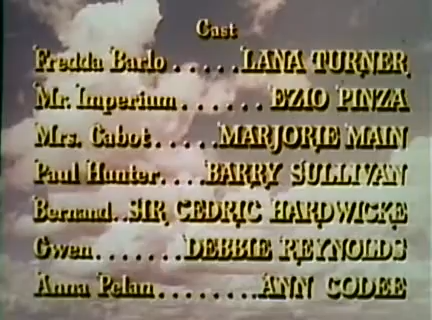 Cast
Fredda Barlo.....LANA TURNER
Mr. Imperium......EZIO PINZA
Mrs. Cabot.....MARJORIE MAIN
Paul Hunter....BARRY SULLIVAN
Bernand..SIR CEDRIC HARDWICKE
Gwen.......DEBBIE REYNOLDS
Anna Pelan........ANN CODEE